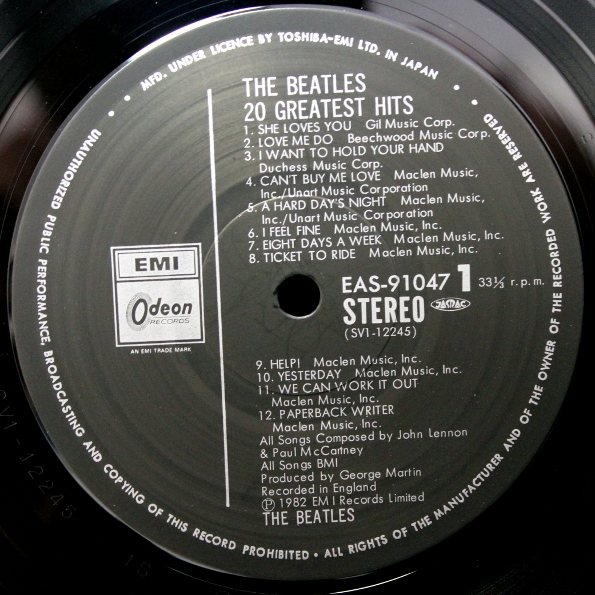 MFD. UNDER LICENCE BY TOSHIBA-EMI LTD. IN JAPAN
THE BEATLES
20 GREATEST HITS
1. SHE LOVES YOU Gil Music Corp.
2. LOVE ME DO Beechwood Music Corp.
3. I WANT TO HOLD YOUR HAND
Duchess Music Corp.
4. CAN'T BUY ME LOVE Maclen Music,
Inc./Unart Music Corporation
5. A HARD DAY'S NIGHT Maclen Music,
Inc./Unart Music Corporation
6. I FEEL FINE Maclen Music, Inc.
7. EIGHT DAYS A WEEK Maclen Music, Inc.
8. TICKET TO RIDE Maclen Music, Inc.
EMI
Odeon
RECORDS
AN EMI TRADE MARK
EAS-91047 1 33⅓ r.p.m.
STEREO JASRAC
(SV1-12245)
9. HELP! Maclen Music, Inc.
10. YESTERDAY Maclen Music, Inc.
11. WE CAN WORK IT OUT
Maclen Music, Inc.
12. PAPERBACK WRITER
Maclen Music, Inc.
All Songs Composed by John Lennon
& Paul McCartney
All Songs BMI
Produced by George Martin
Recorded in England
Ⓟ 1982 EMI Records Limited
THE BEATLES
UNAUTHORIZED PUBLIC PERFORMANCE, BROADCASTING AND COPYING OF THIS RECORD PROHIBITED • ALL RIGHTS OF THE MANUFACTURER AND OF THE OWNER OF THE RECORDED WORK ARE RESERVED
SV1-12245 1S